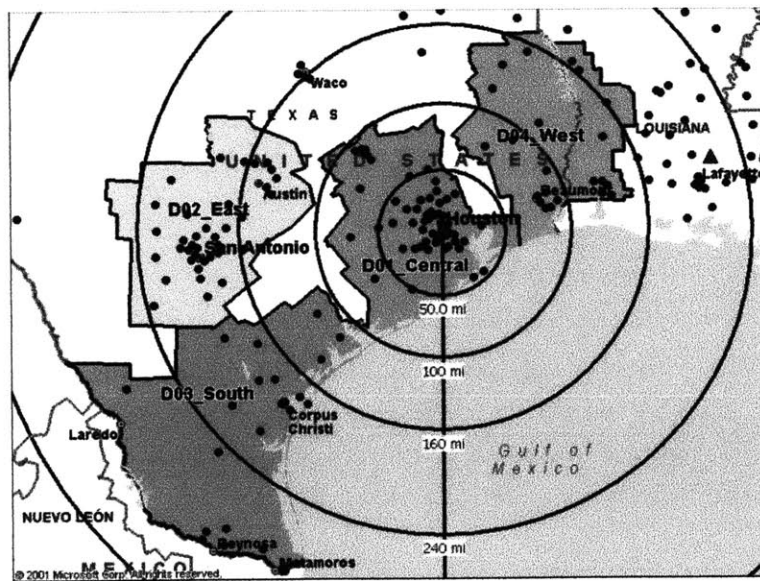 Waco
T E X A S
U N I T E D S T A T E S
D04_West
LOUISIANA
Lafayette
Austin
Beaumont
D02_East
Houston
San Antonio
D01_Central
50.0 mi
100 mi
D03_South
Corpus
Christi
Laredo
160 mi
Gulf of
Mexico
NUEVO LEÓN
Reynosa
240 mi
Matamoros
M E X I C O
© 2001 Microsoft Corp. All rights reserved.